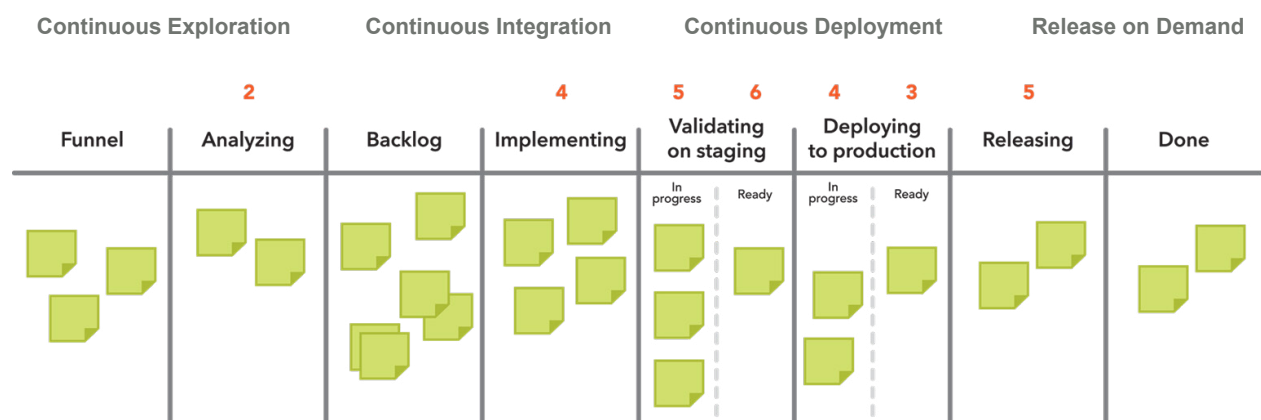 Continuous Exploration
Continuous Integration
Continuous Deployment
Release on Demand
2
4
5
6
4
3
5
Funnel
Analyzing
Backlog
Implementing
Validating
on staging
Deploying
to production
Releasing
Done
In
progress
Ready
In
progress
Ready